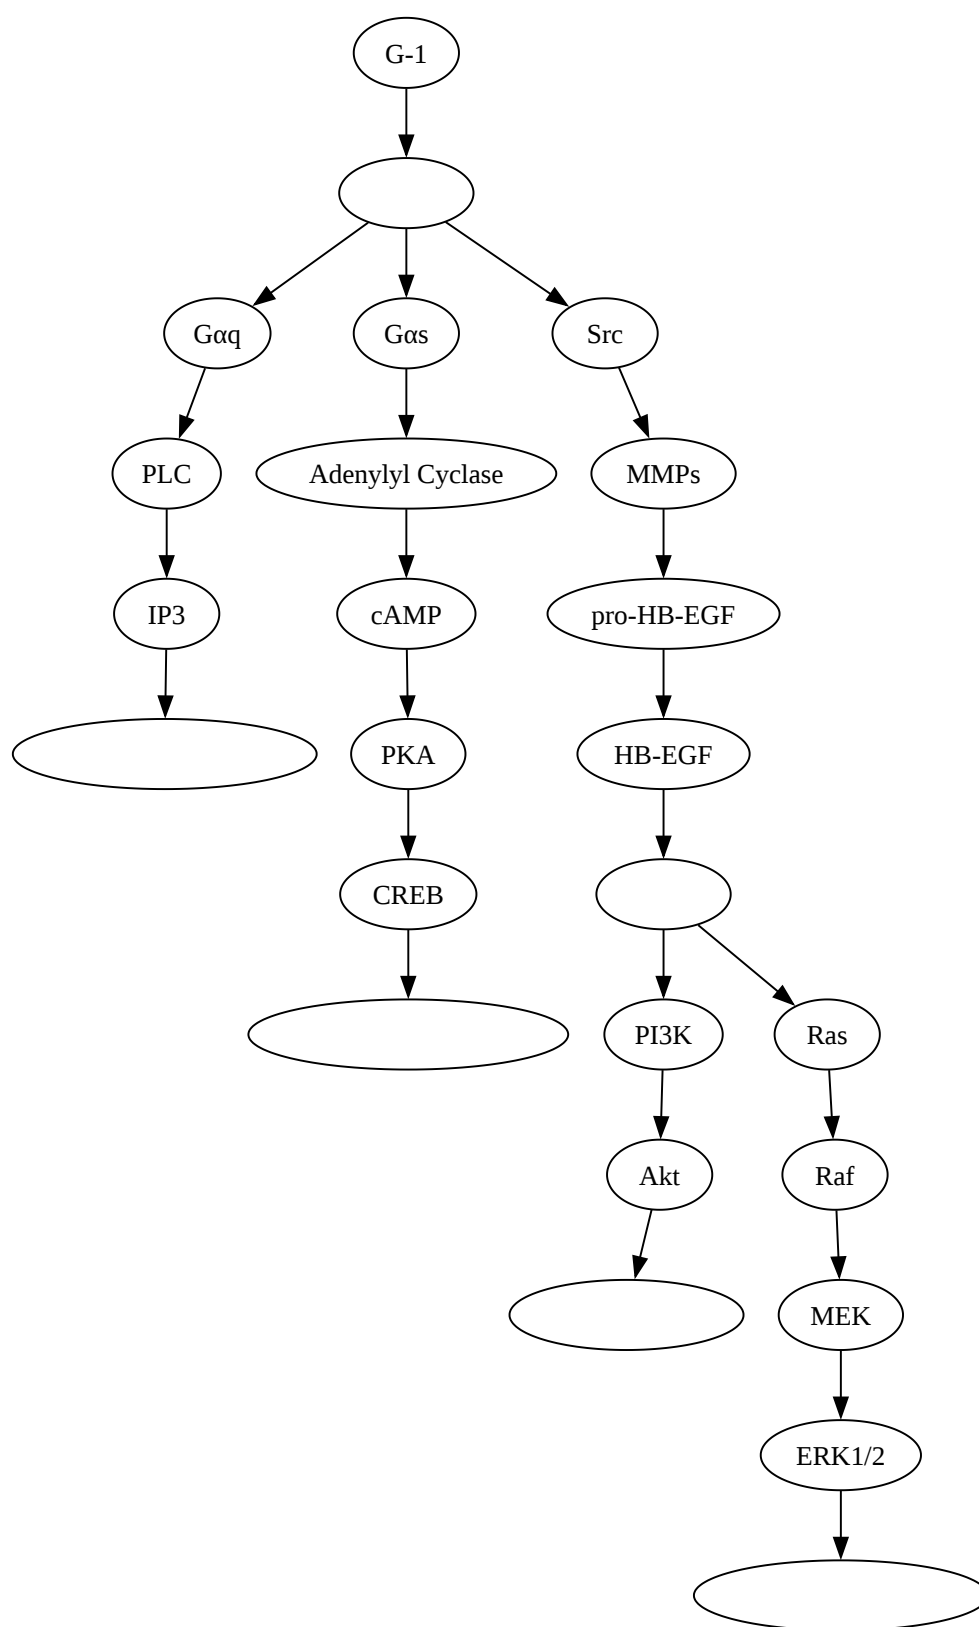 G-1
Gαq
Gαs
Src
PLC
Adenylyl Cyclase
MMPs
IP3
cAMP
pro-HB-EGF
PKA
HB-EGF
CREB
PI3K
Ras
Akt
Raf
MEK
ERK1/2